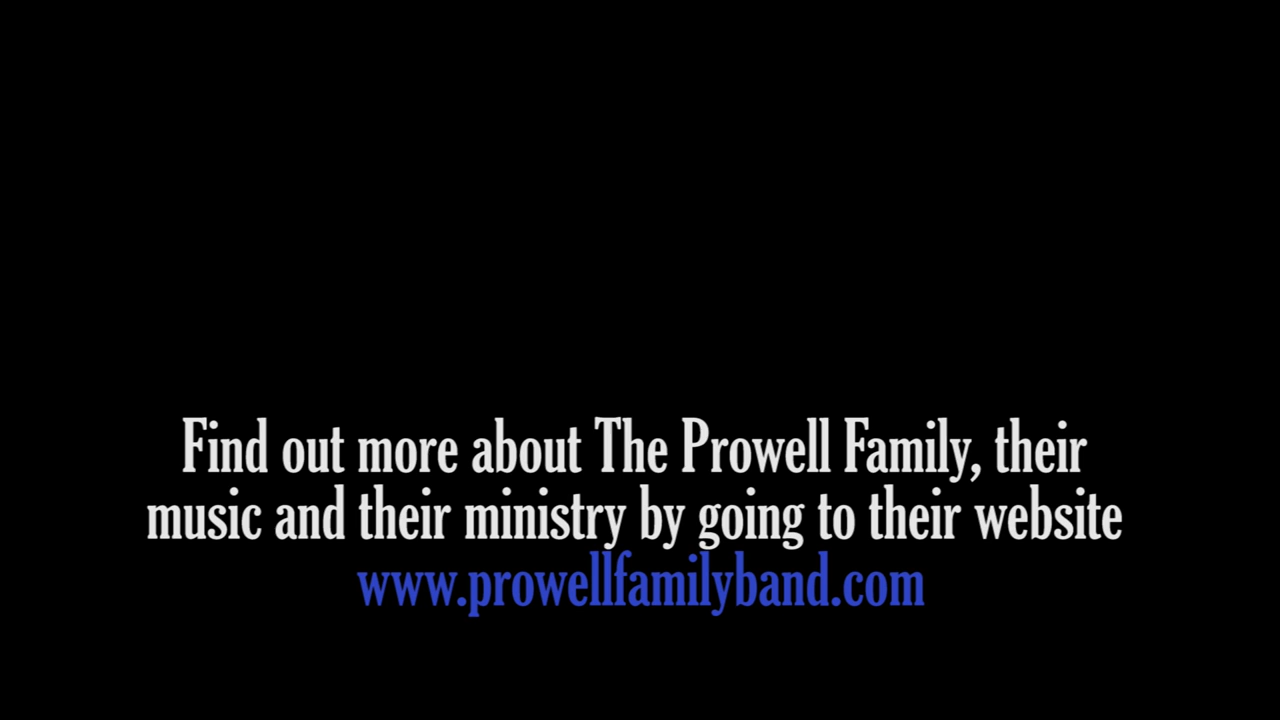 Find out more about The Prowell Family, their
music and their ministry by going to their website
www.prowellfamilyband.com